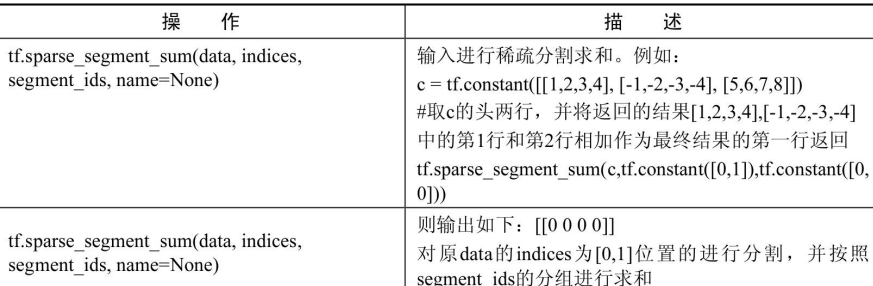 操 作
描 述
tf.sparse_segment_sum(data, indices,
segment_ids, name=None)
输入进行稀疏分割求和。例如：
c = tf.constant([[1,2,3,4], [-1,-2,-3,-4], [5,6,7,8]])
#取c的头两行，并将返回的结果[1,2,3,4],[-1,-2,-3,-4]
中的第1行和第2行相加作为最终结果的第一行返回
tf.sparse_segment_sum(c,tf.constant([0,1]),tf.constant([0,
0]))
tf.sparse_segment_sum(data, indices,
segment_ids, name=None)
则输出如下：[[0 0 0 0]]
对原data的indices为[0,1]位置的进行分割，并按照
segment_ids的分组进行求和